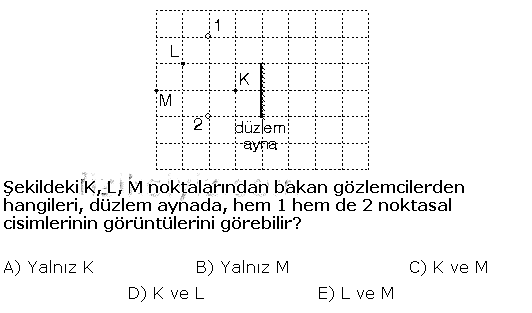 1
L
K
M
2
düzlem
ayna
Şekildeki K, L, M noktalarından bakan gözlemcilerden
hangileri, düzlem aynada, hem 1 hem de 2 noktasal
cisimlerinin görüntülerini görebilir?
A) Yalnız K B) Yalnız M C) K ve M
D) K ve L E) L ve M